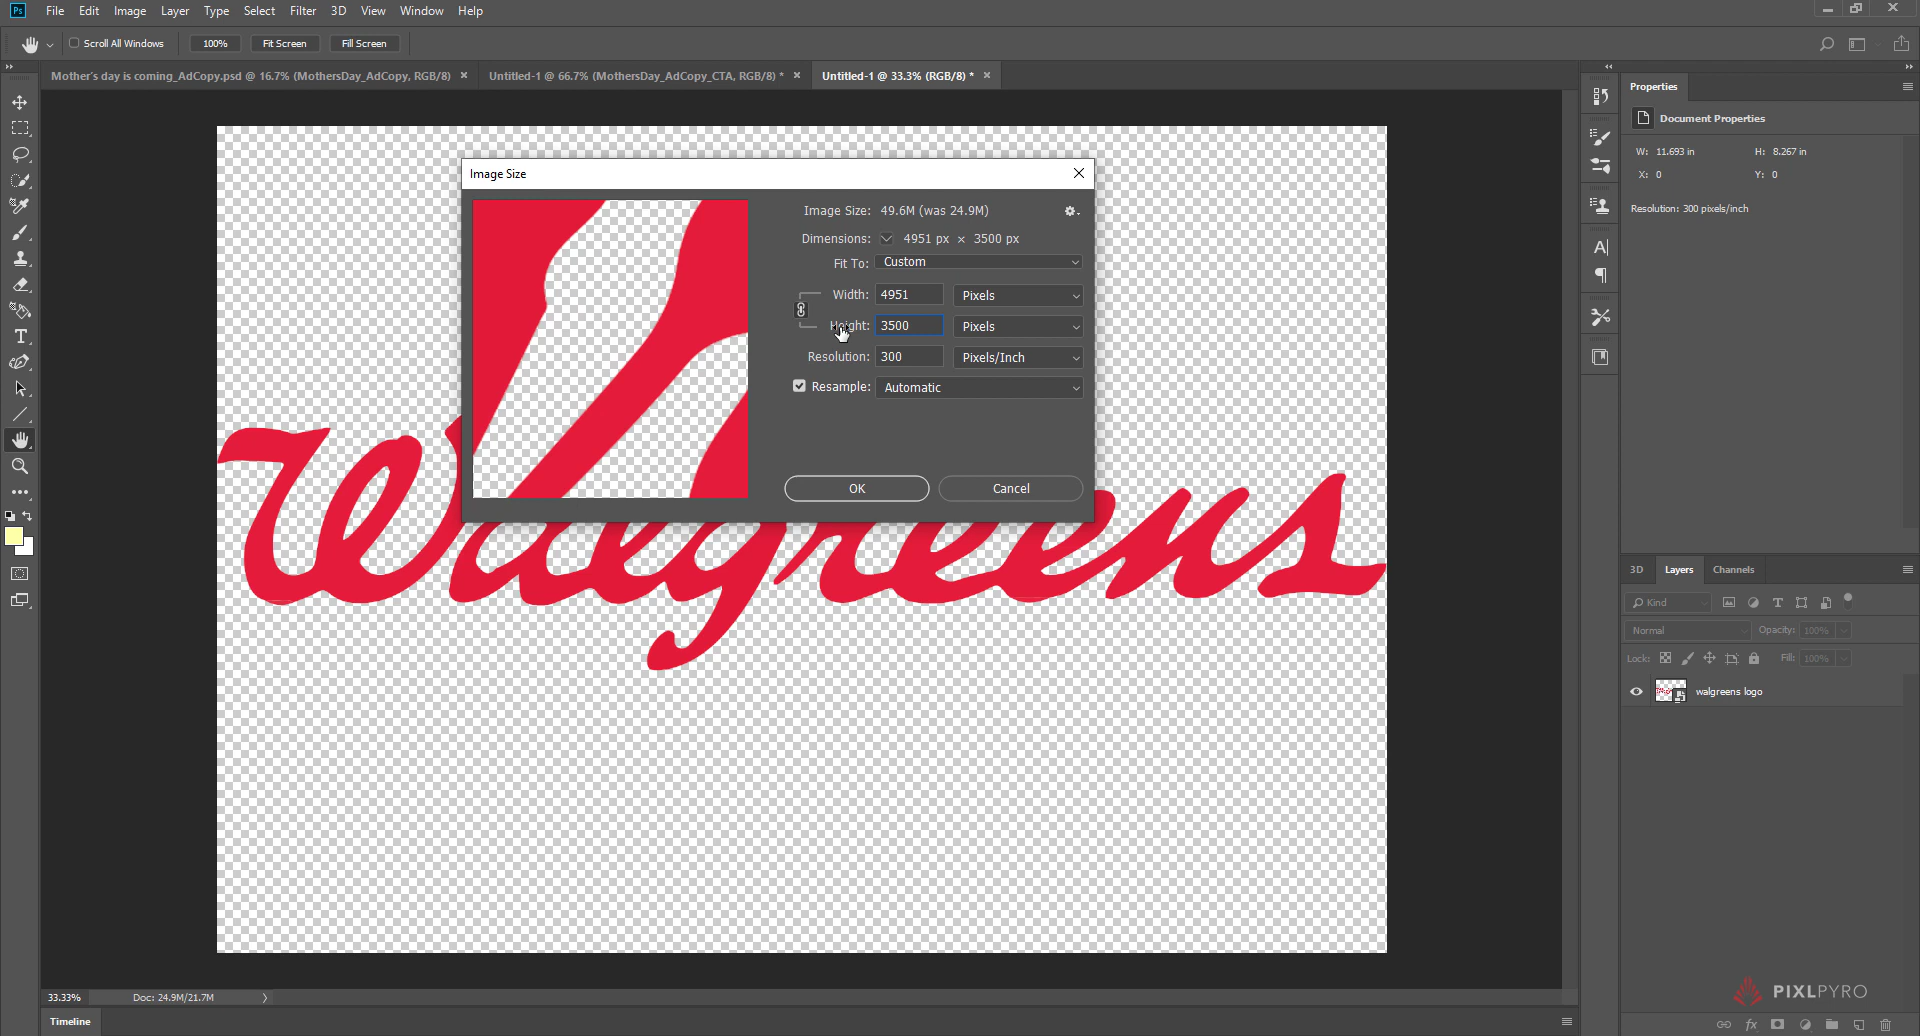 Ps File Edit Image Layer Type Select Filter 3D View Window Help
Scroll All Windows 100% Fit Screen Fill Screen
Mother's day is coming_AdCopy.psd @ 16.7% (MothersDay_AdCopy, RGB/8) × Untitled-1 @ 66.7% (MothersDay_AdCopy_CTA, RGB/8) * × Untitled-1 @ 33.3% (RGB/8) * ×
Properties
Document Properties
W: 11.693 in H: 8.267 in
X: 0 Y: 0
Resolution: 300 pixels/inch
Image Size
Image Size: 49.6M (was 24.9M)
Dimensions: 4951 px × 3500 px
Fit To: Custom
Width: 4951 Pixels
Height: 3500 Pixels
Resolution: 300 Pixels/Inch
Resample: Automatic
OK Cancel
Walgreens
3D Layers Channels
Kind
Normal Opacity: 100%
Lock: Fill: 100%
walgreens logo
PIXLPYRO
33.33% Doc: 24.9M/21.7M
fx
Timeline